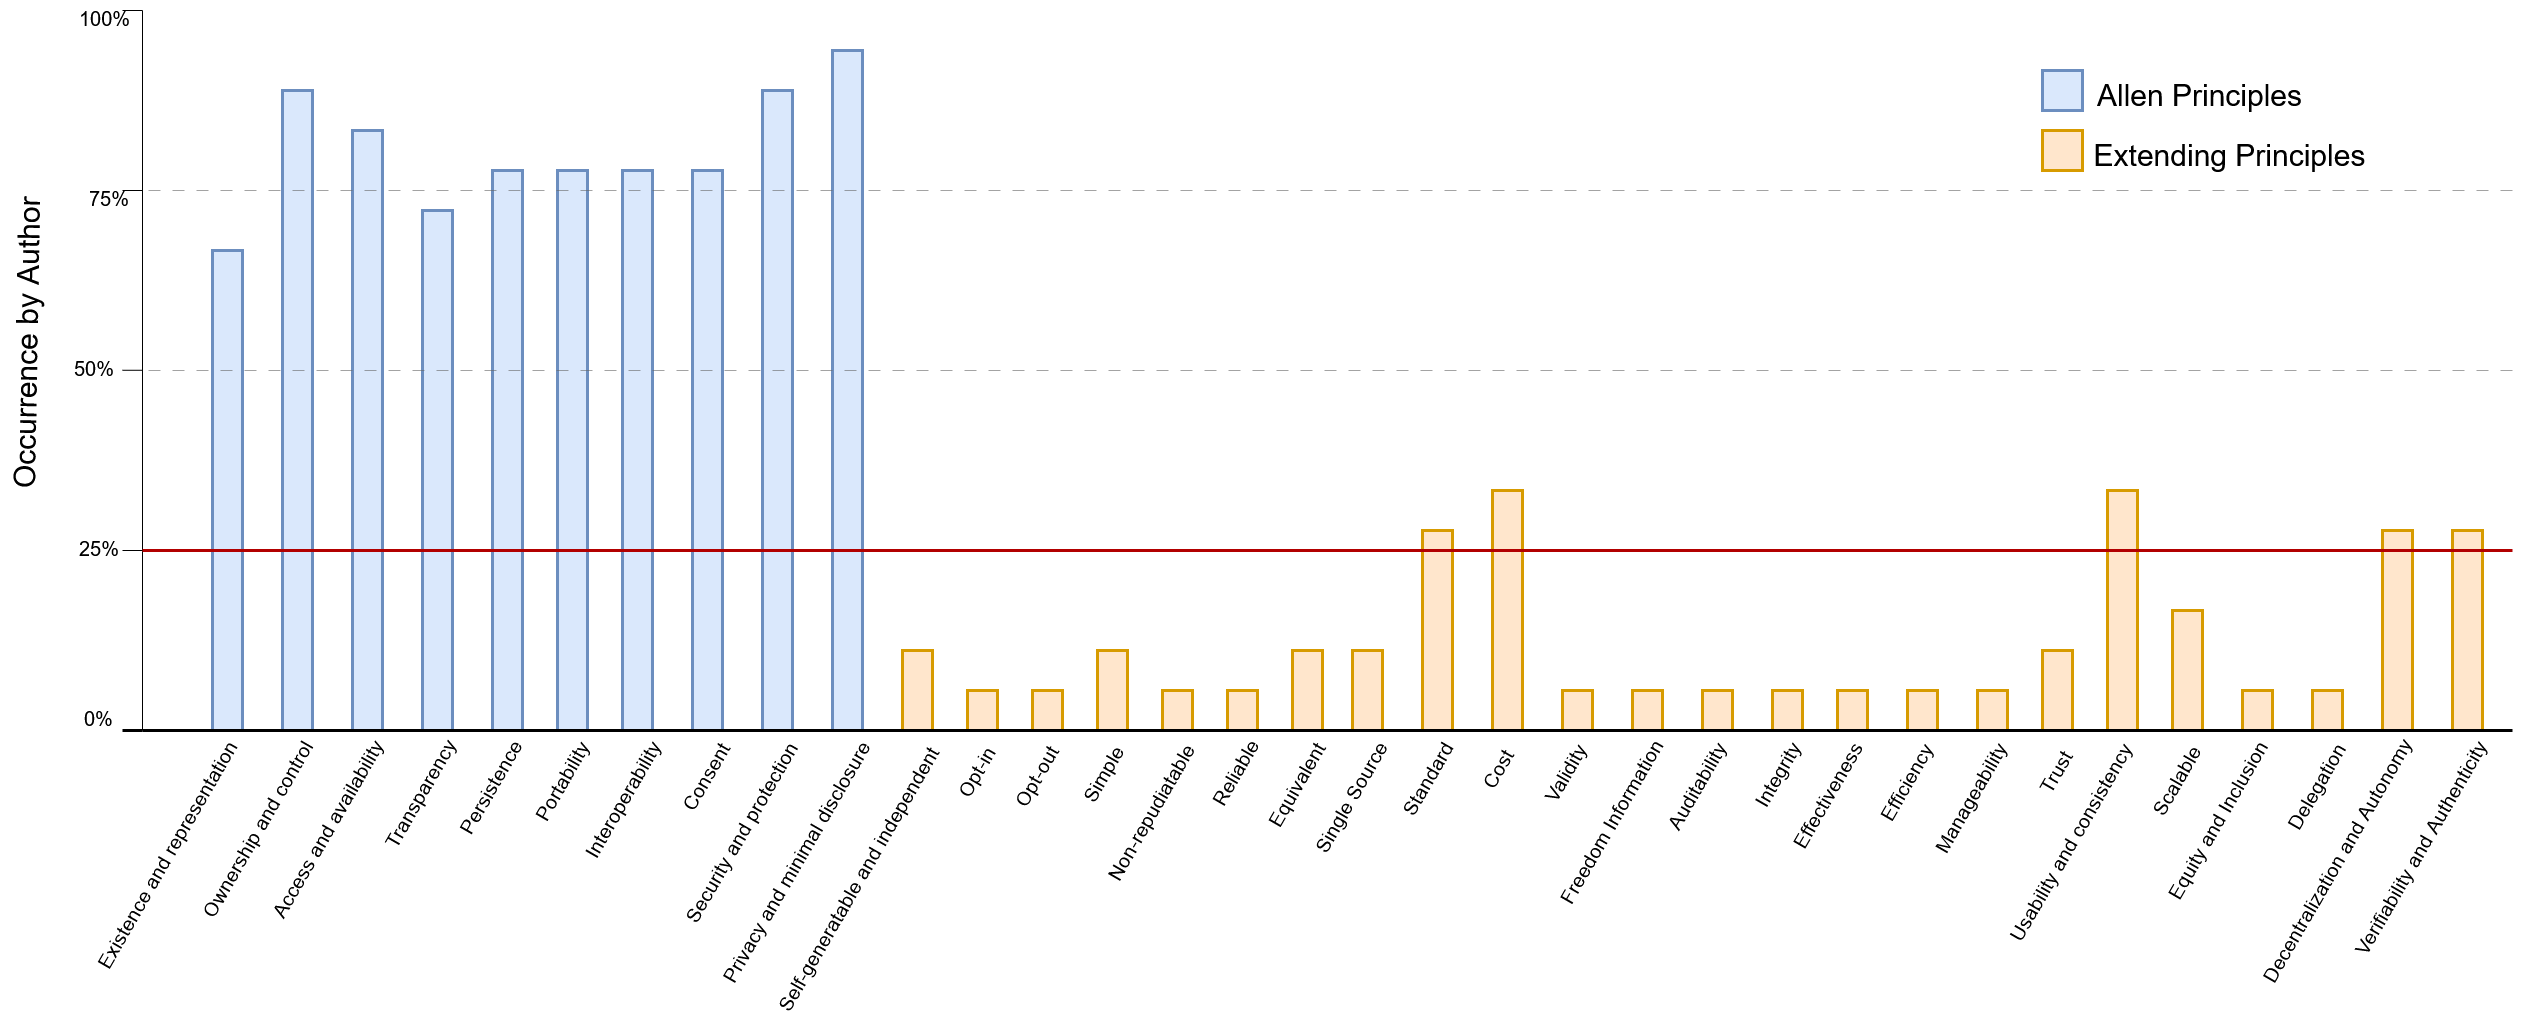 100%
75%
50%
25%
0%
Occurrence by Author
Allen Principles
Extending Principles
Existence and representation
Ownership and control
Access and availability
Transparency
Persistence
Portability
Interoperability
Consent
Security and protection
Privacy and minimal disclosure
Self-generatable and independent
Opt-in
Opt-out
Simple
Non-repudiatable
Reliable
Equivalent
Single Source
Standard
Cost
Validity
Freedom Information
Auditability
Integrity
Effectiveness
Efficiency
Manageability
Trust
Usability and consistency
Scalable
Equity and Inclusion
Delegation
Decentralization and Autonomy
Verifiability and Authenticity